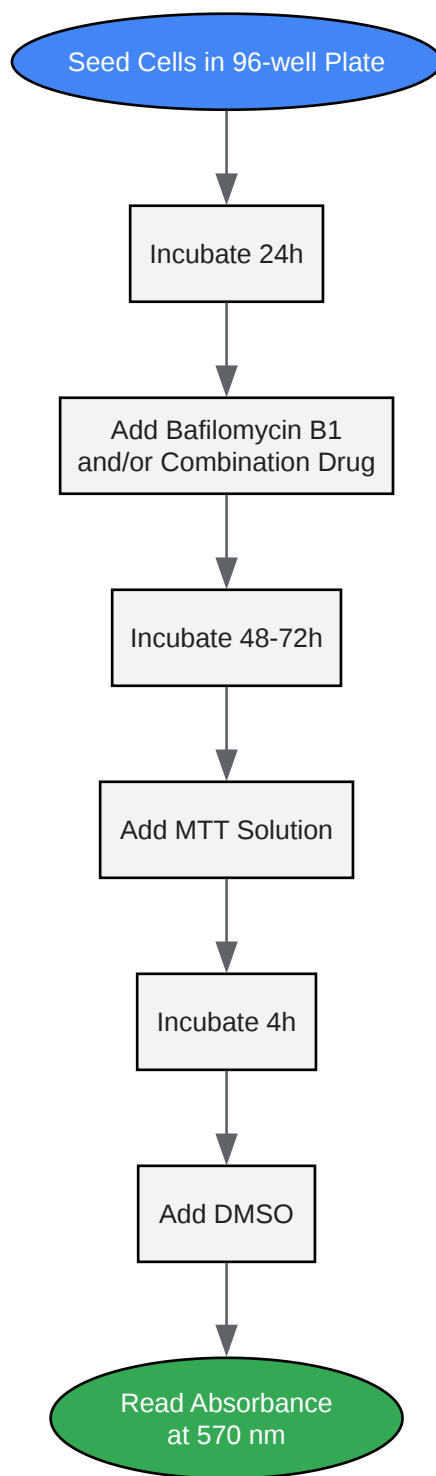 Seed Cells in 96-well Plate
Incubate 24h
Add Bafilomycin B1
and/or Combination Drug
Incubate 48-72h
Add MTT Solution
Incubate 4h
Add DMSO
Read Absorbance
at 570 nm